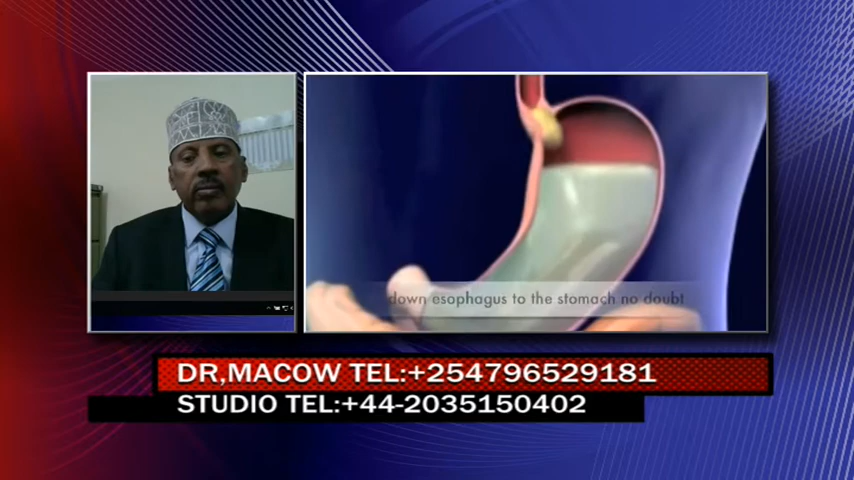 down esophagus to the stomach no doubt
DR,MACOW TEL:+254796529181
STUDIO TEL:+44-2035150402